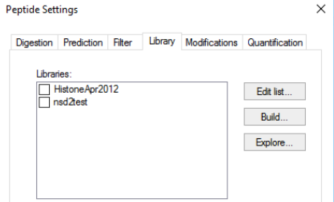 Peptide Settings
Digestion Prediction Filter Library Modifications Quantification
Libraries:
HistoneApr2012
nsd2test
Edit list...
Build...
Explore...